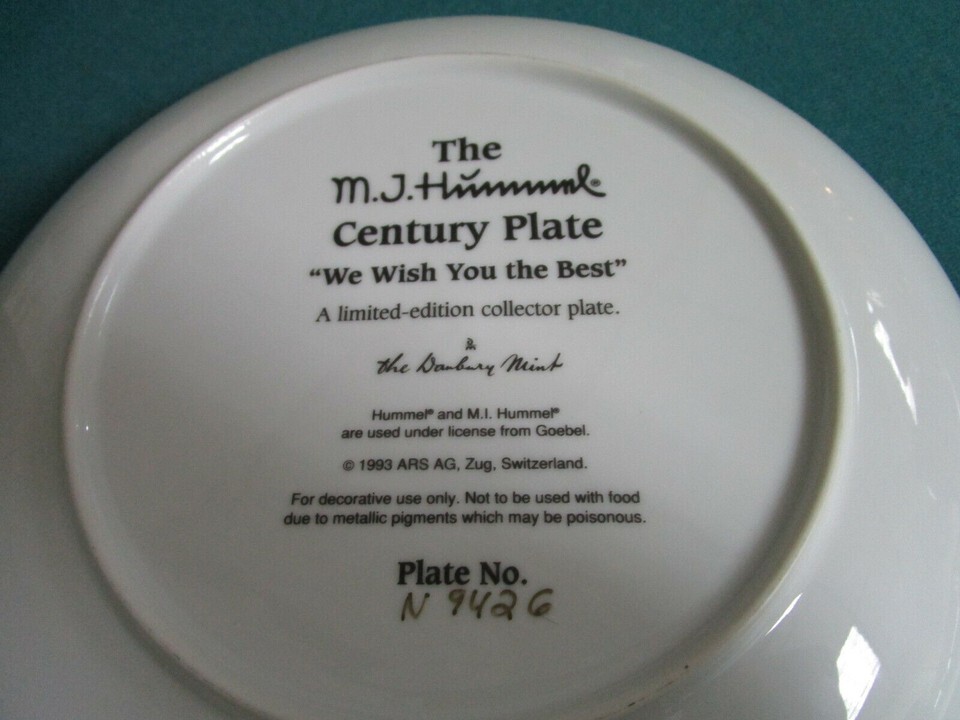 The
M.J.Hummel®
Century Plate
“We Wish You the Best”
A limited-edition collector plate.
the Danbury Mint
Hummel® and M.I. Hummel®
are used under license from Goebel.
© 1993 ARS AG, Zug, Switzerland.
For decorative use only. Not to be used with food
due to metallic pigments which may be poisonous.
Plate No.
N 9426